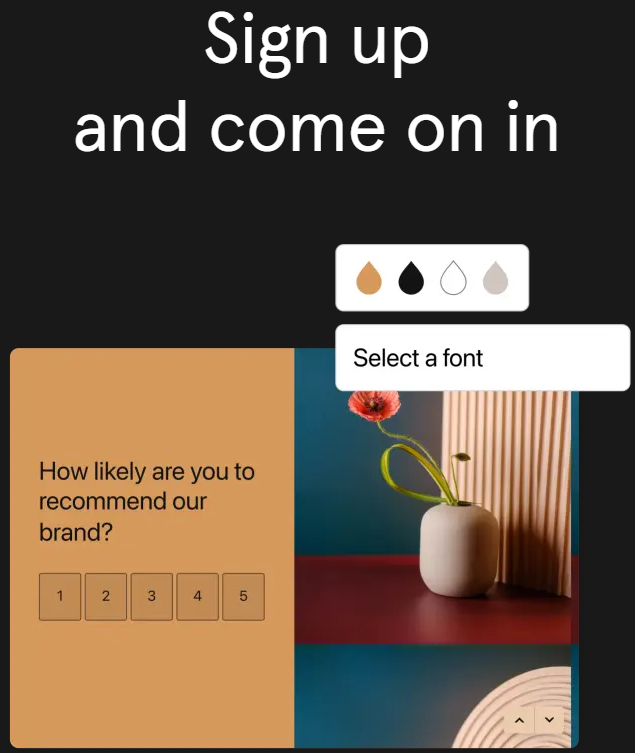 Sign up
and come on in
Select a font
How likely are you to
recommend our
brand?
1 2 3 4 5